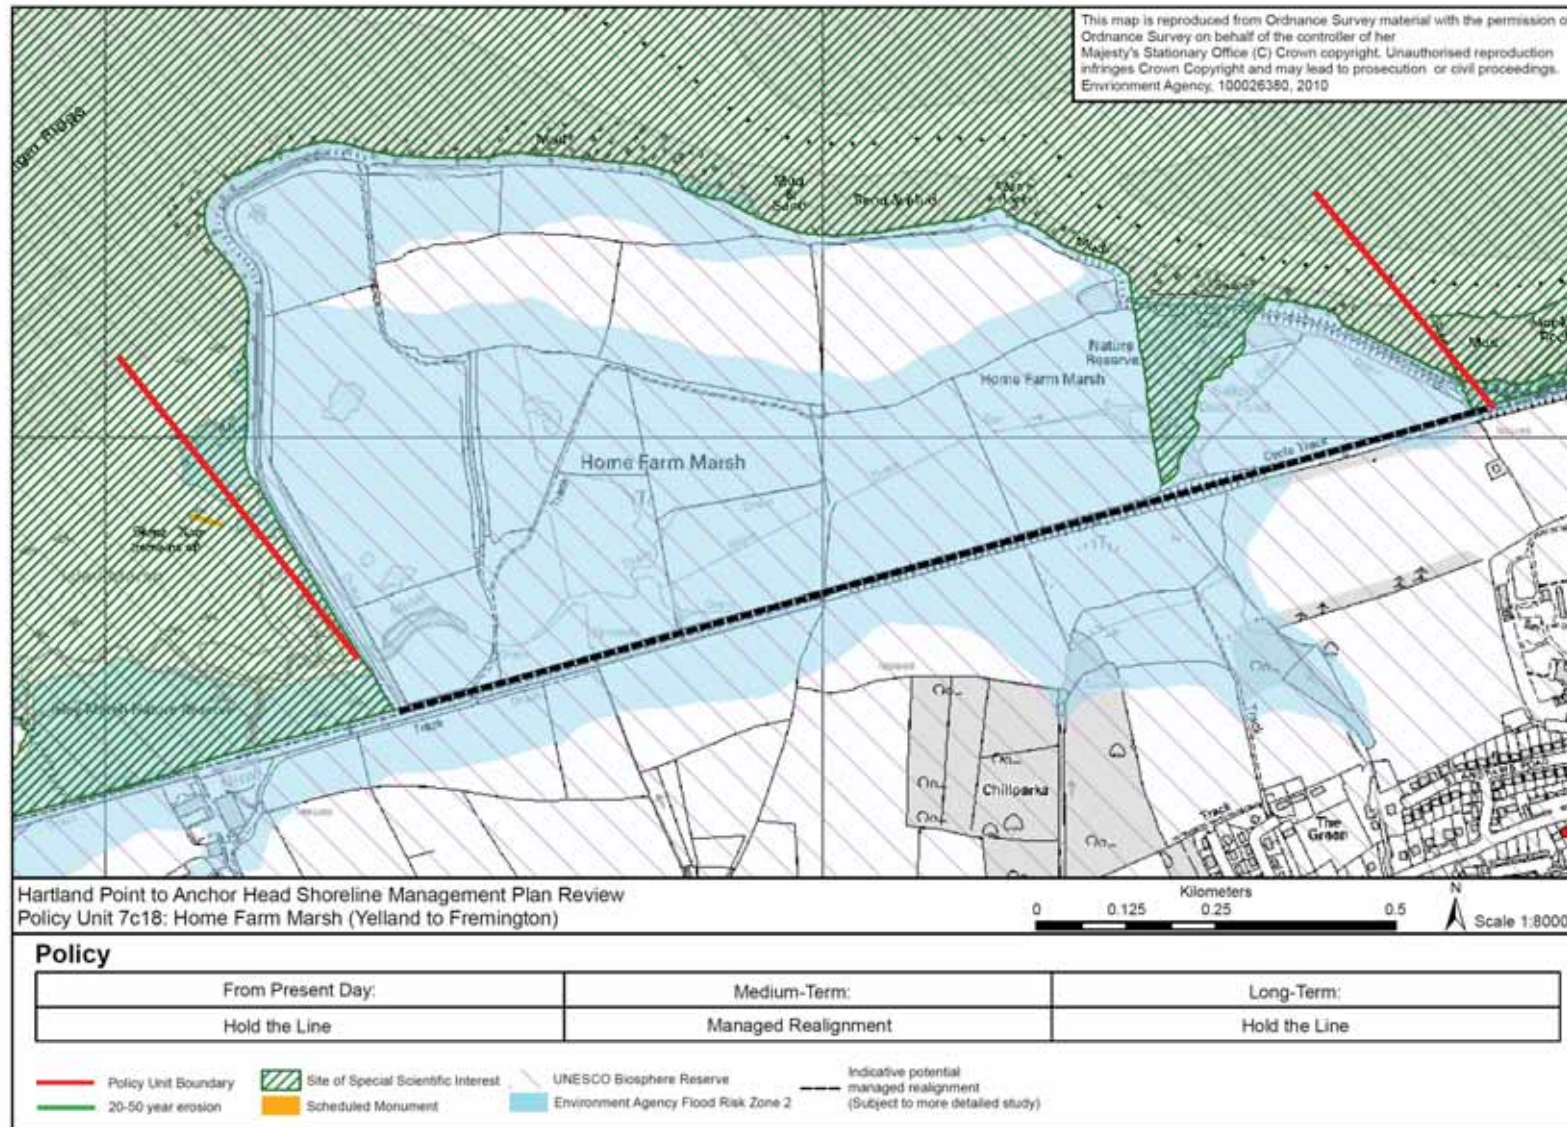 This map is reproduced from Ordnance Survey material with the permission o
Ordnance Survey on behalf of the controller of her
Majesty's Stationary Office (C) Crown copyright. Unauthorised reproduction
infringes Crown Copyright and may lead to prosecution or civil proceedings.
Envrionment Agency, 100026380, 2010
Mud
Mud
&
Sand
Mud
Nature
Reserve
Home Farm Marsh
Cycle Track
Home Farm Marsh
Track
Drain
remains of
Track
Track
Chillparks
Track
The
Green
Hartland Point to Anchor Head Shoreline Management Plan Review
Policy Unit 7c18: Home Farm Marsh (Yelland to Fremington)
Kilometers
0 0.125 0.25 0.5
N
Scale 1:8000
Policy
From Present Day: Medium-Term: Long-Term:
Hold the Line Managed Realignment Hold the Line
Policy Unit Boundary
20-50 year erosion
Site of Special Scientific Interest
Scheduled Monument
UNESCO Biosphere Reserve
Environment Agency Flood Risk Zone 2
Indicative potential
managed realignment
(Subject to more detailed study)